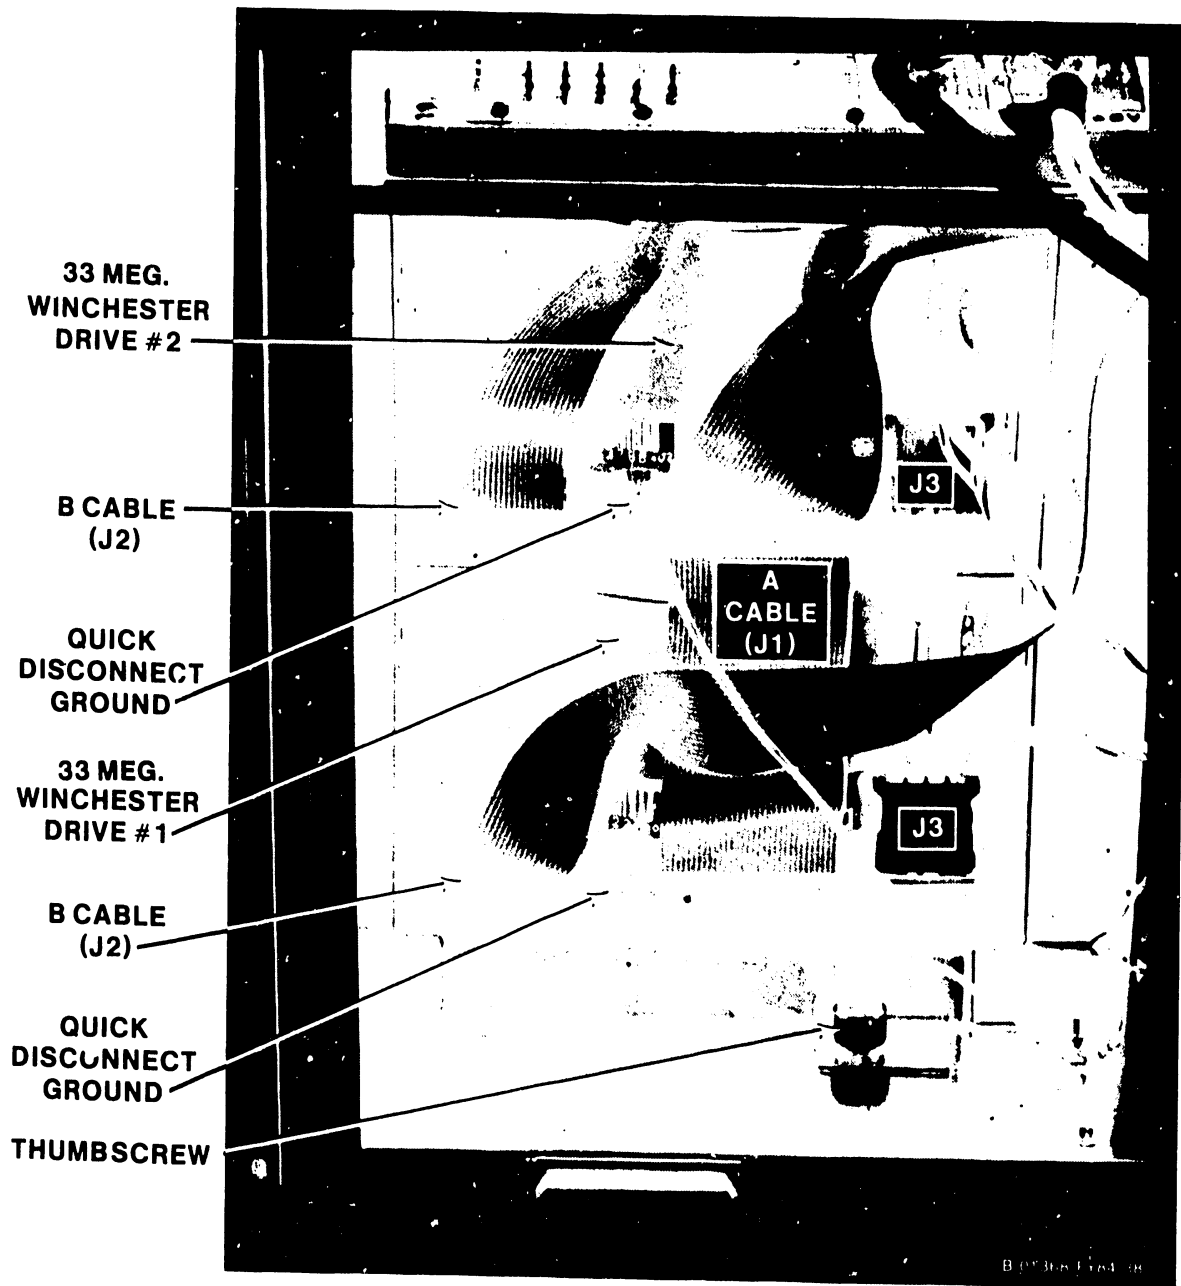 33 MEG.
WINCHESTER
DRIVE #2
B CABLE
(J2)
QUICK
DISCONNECT
GROUND
33 MEG.
WINCHESTER
DRIVE #1
B CABLE
(J2)
QUICK
DISCONNECT
GROUND
THUMBSCREW
J3
A
CABLE
(J1)
J3